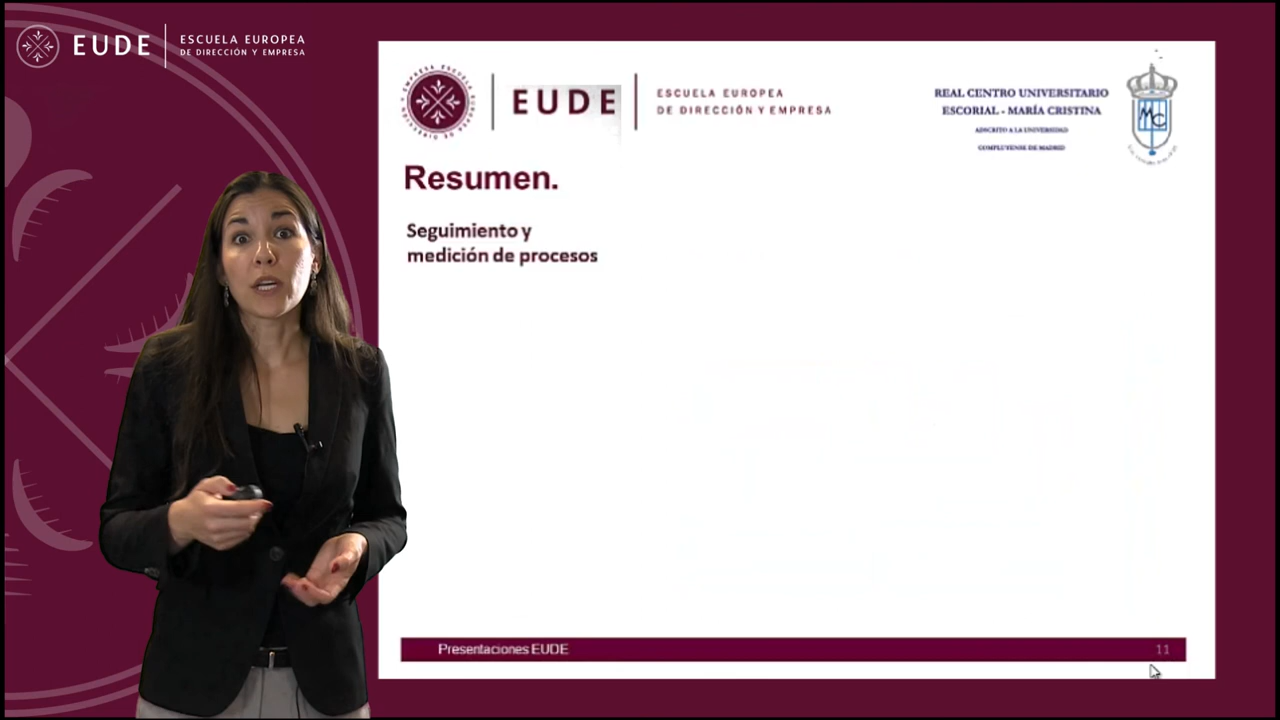 EUDE
ESCUELA EUROPEA
DE DIRECCIÓN Y EMPRESA
EUDE
ESCUELA EUROPEA
DE DIRECCIÓN Y EMPRESA
REAL CENTRO UNIVERSITARIO
ESCORIAL - MARÍA CRISTINA
ADSCRITO A LA UNIVERSIDAD
COMPLUTENSE DE MADRID
MC
Resumen.
Seguimiento y
medición de procesos
Presentaciones EUDE
11